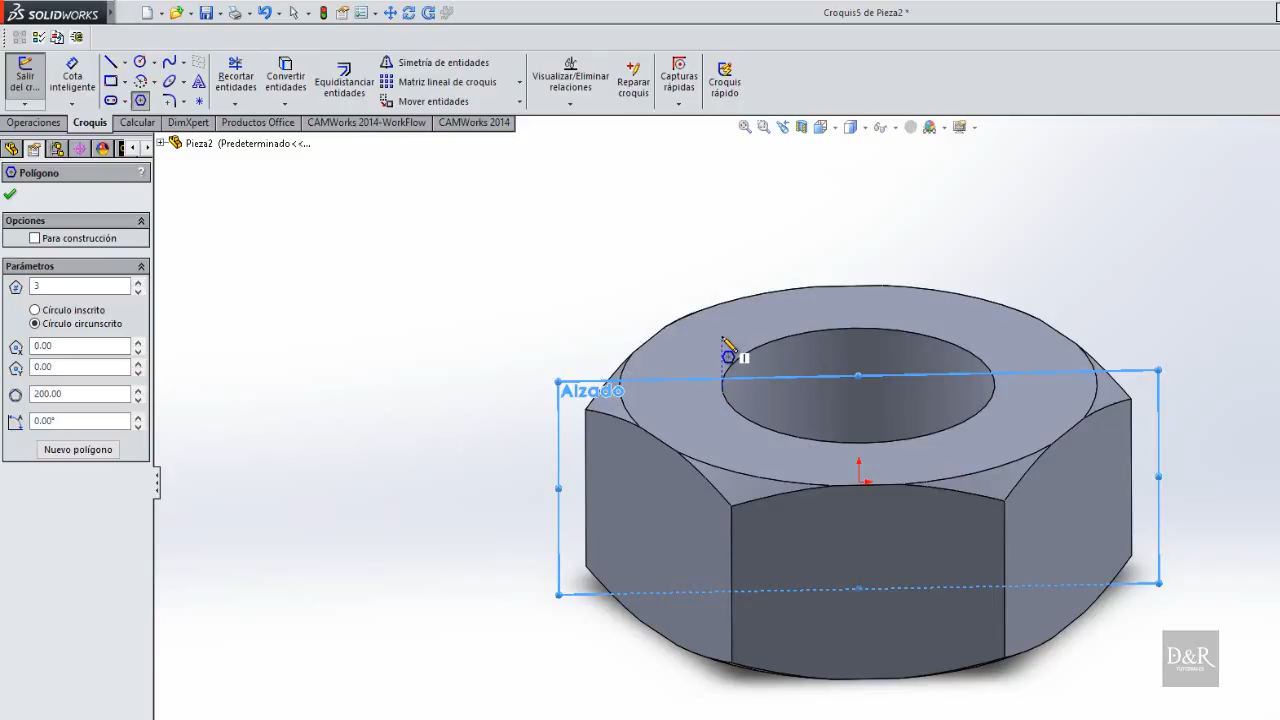 SOLIDWORKS
Croquis5 de Pieza2 *
Salir del cr...
Cota inteligente
Recortar entidades
Convertir entidades
Equidistanciar entidades
Simetría de entidades
Matriz lineal de croquis
Mover entidades
Visualizar/Eliminar relaciones
Reparar croquis
Capturas rápidas
Croquis rápido
Operaciones
Croquis
Calcular
DimXpert
Productos Office
CAMWorks 2014-WorkFlow
CAMWorks 2014
Pieza2 (Predeterminado<<...
Polígono
?
Opciones
Para construcción
Parámetros
3
Círculo inscrito
Círculo circunscrito
0.00
0.00
200.00
0.00°
Nuevo polígono
Alzado
D&R
TUTORIALES